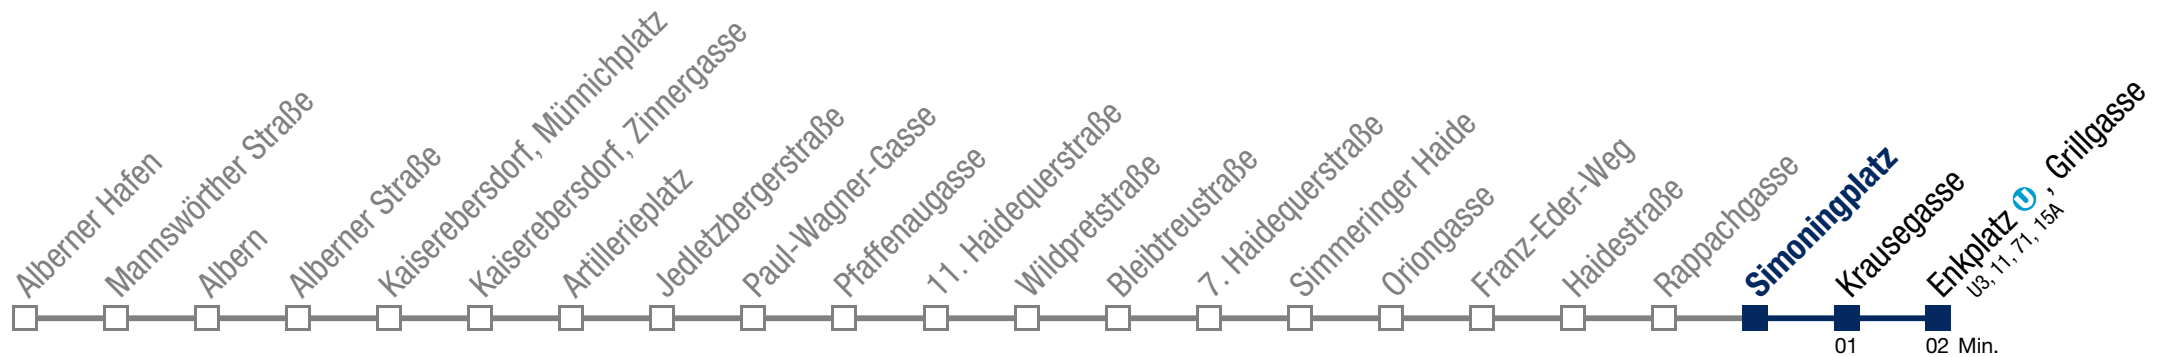 Alberner Hafen
Mannswörther Straße
Albern
Alberner Straße
Kaiserebersdorf, Münnichplatz
Kaiserebersdorf, Zinnergasse
Artillerieplatz
Jedletzbergerstraße
Paul-Wagner-Gasse
Pfaffenaugasse
11. Haidequerstraße
Wildpretstraße
Bleibtreustraße
7. Haidequerstraße
Simmeringer Haide
Oriongasse
Franz-Eder-Weg
Haidestraße
Rappachgasse
Simoningplatz
Krausegasse
Enkplatz U, Grillgasse
U3, 11, 71, 15A
01 02 Min.